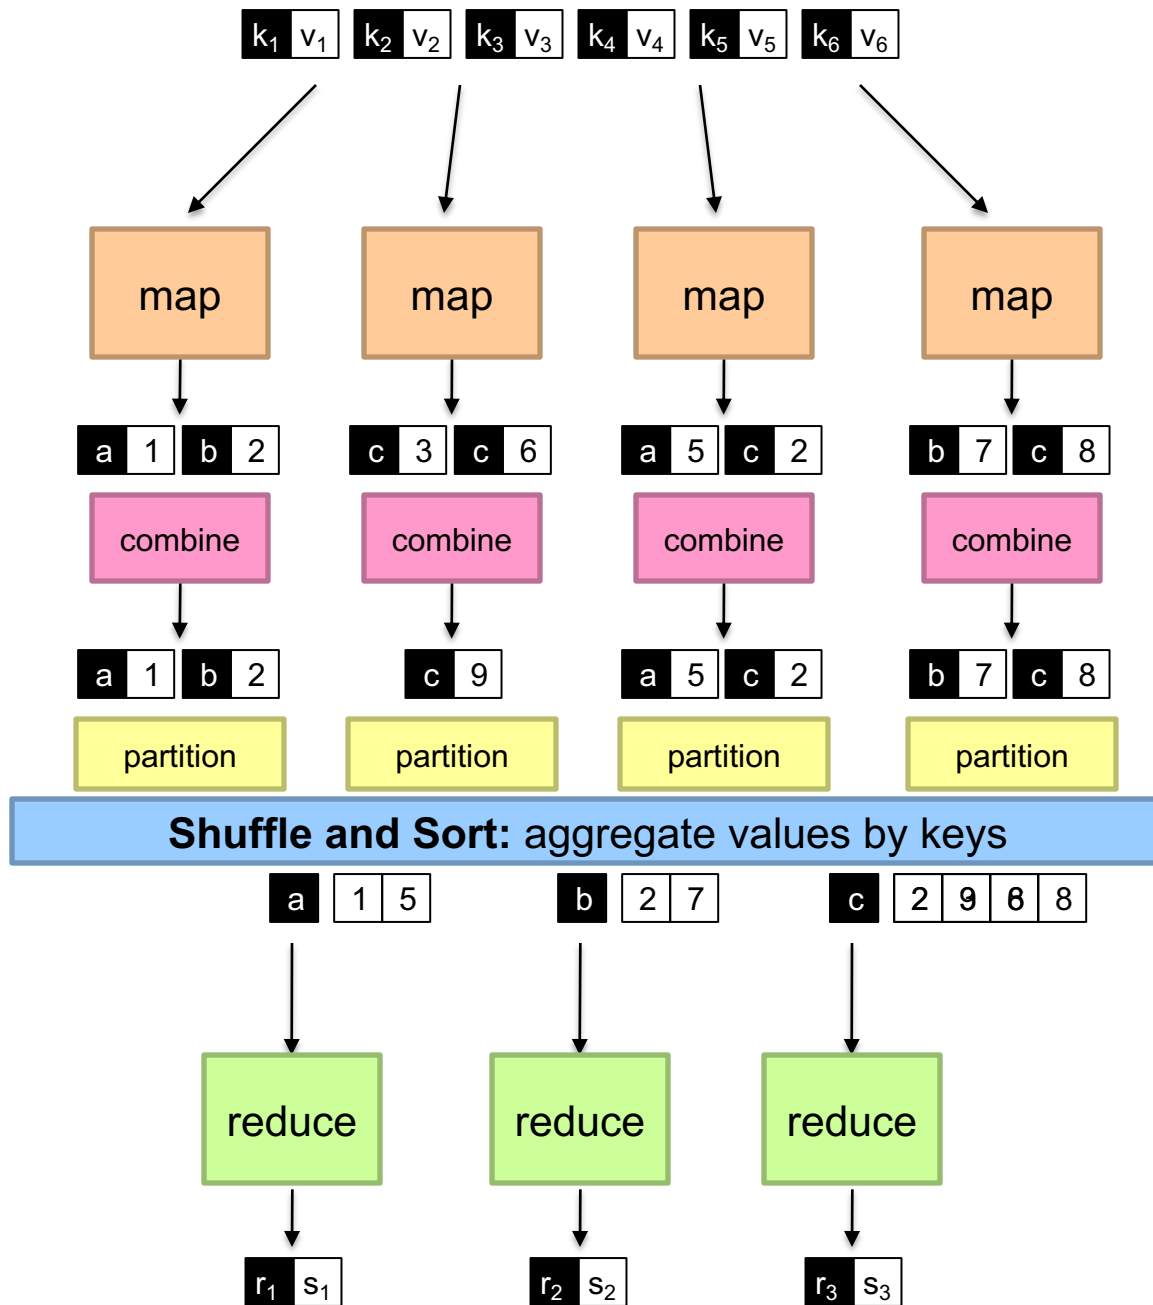 k₁ v₁ k₂ v₂ k₃ v₃ k₄ v₄ k₅ v₅ k₆ v₆
map map map map
a 1 b 2 c 3 c 6 a 5 c 2 b 7 c 8
combine combine combine combine
a 1 b 2 c 9 a 5 c 2 b 7 c 8
partition partition partition partition
Shuffle and Sort: aggregate values by keys
a 1 5 b 2 7 c 8
reduce reduce reduce
r₁ s₁ r₂ s₂ r₃ s₃